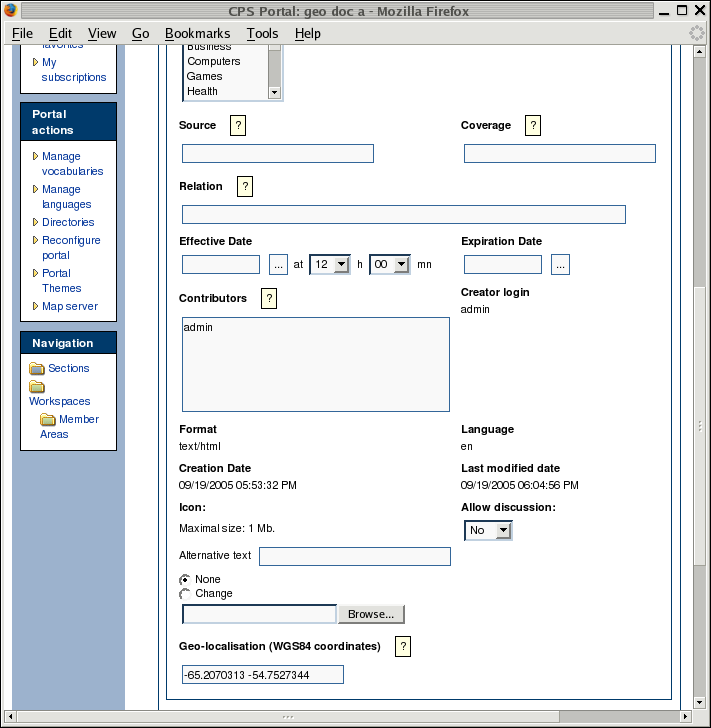 CPS Portal: geo doc a - Mozilla Firefox
File Edit View Go Bookmarks Tools Help
favorites
My
subscriptions
Portal
actions
Manage
vocabularies
Manage
languages
Directories
Reconfigure
portal
Portal
Themes
Map server
Navigation
Sections
Workspaces
Member
Areas
Business
Computers
Games
Health
Source ? Coverage ?
Relation ?
Effective Date Expiration Date
... at 12 h 00 mn ...
Contributors ? Creator login
admin
admin
Format Language
text/html en
Creation Date Last modified date
09/19/2005 05:53:32 PM 09/19/2005 06:04:56 PM
Icon: Allow discussion:
Maximal size: 1 Mb. No
Alternative text
None
Change
Browse...
Geo-localisation (WGS84 coordinates) ?
-65.2070313 -54.7527344